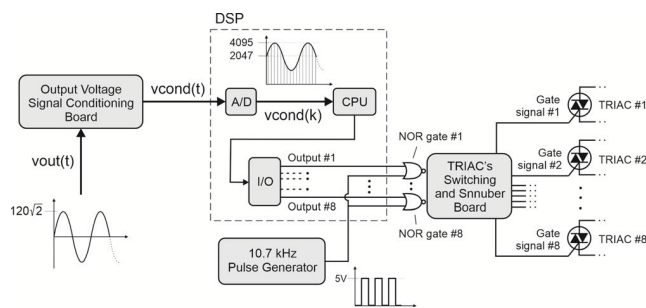 DSP
4095
2047
Output Voltage
Signal Conditioning
Board
vcond(t)
A/D
vcond(k)
CPU
vout(t)
120√2
I/O
Output #1
Output #8
NOR gate #1
NOR gate #8
TRIAC's
Switching
and Snnuber
Board
Gate
signal #1
TRIAC #1
Gate
signal #2
TRIAC #2
Gate
signal #8
TRIAC #8
10.7 kHz
Pulse Generator
5V